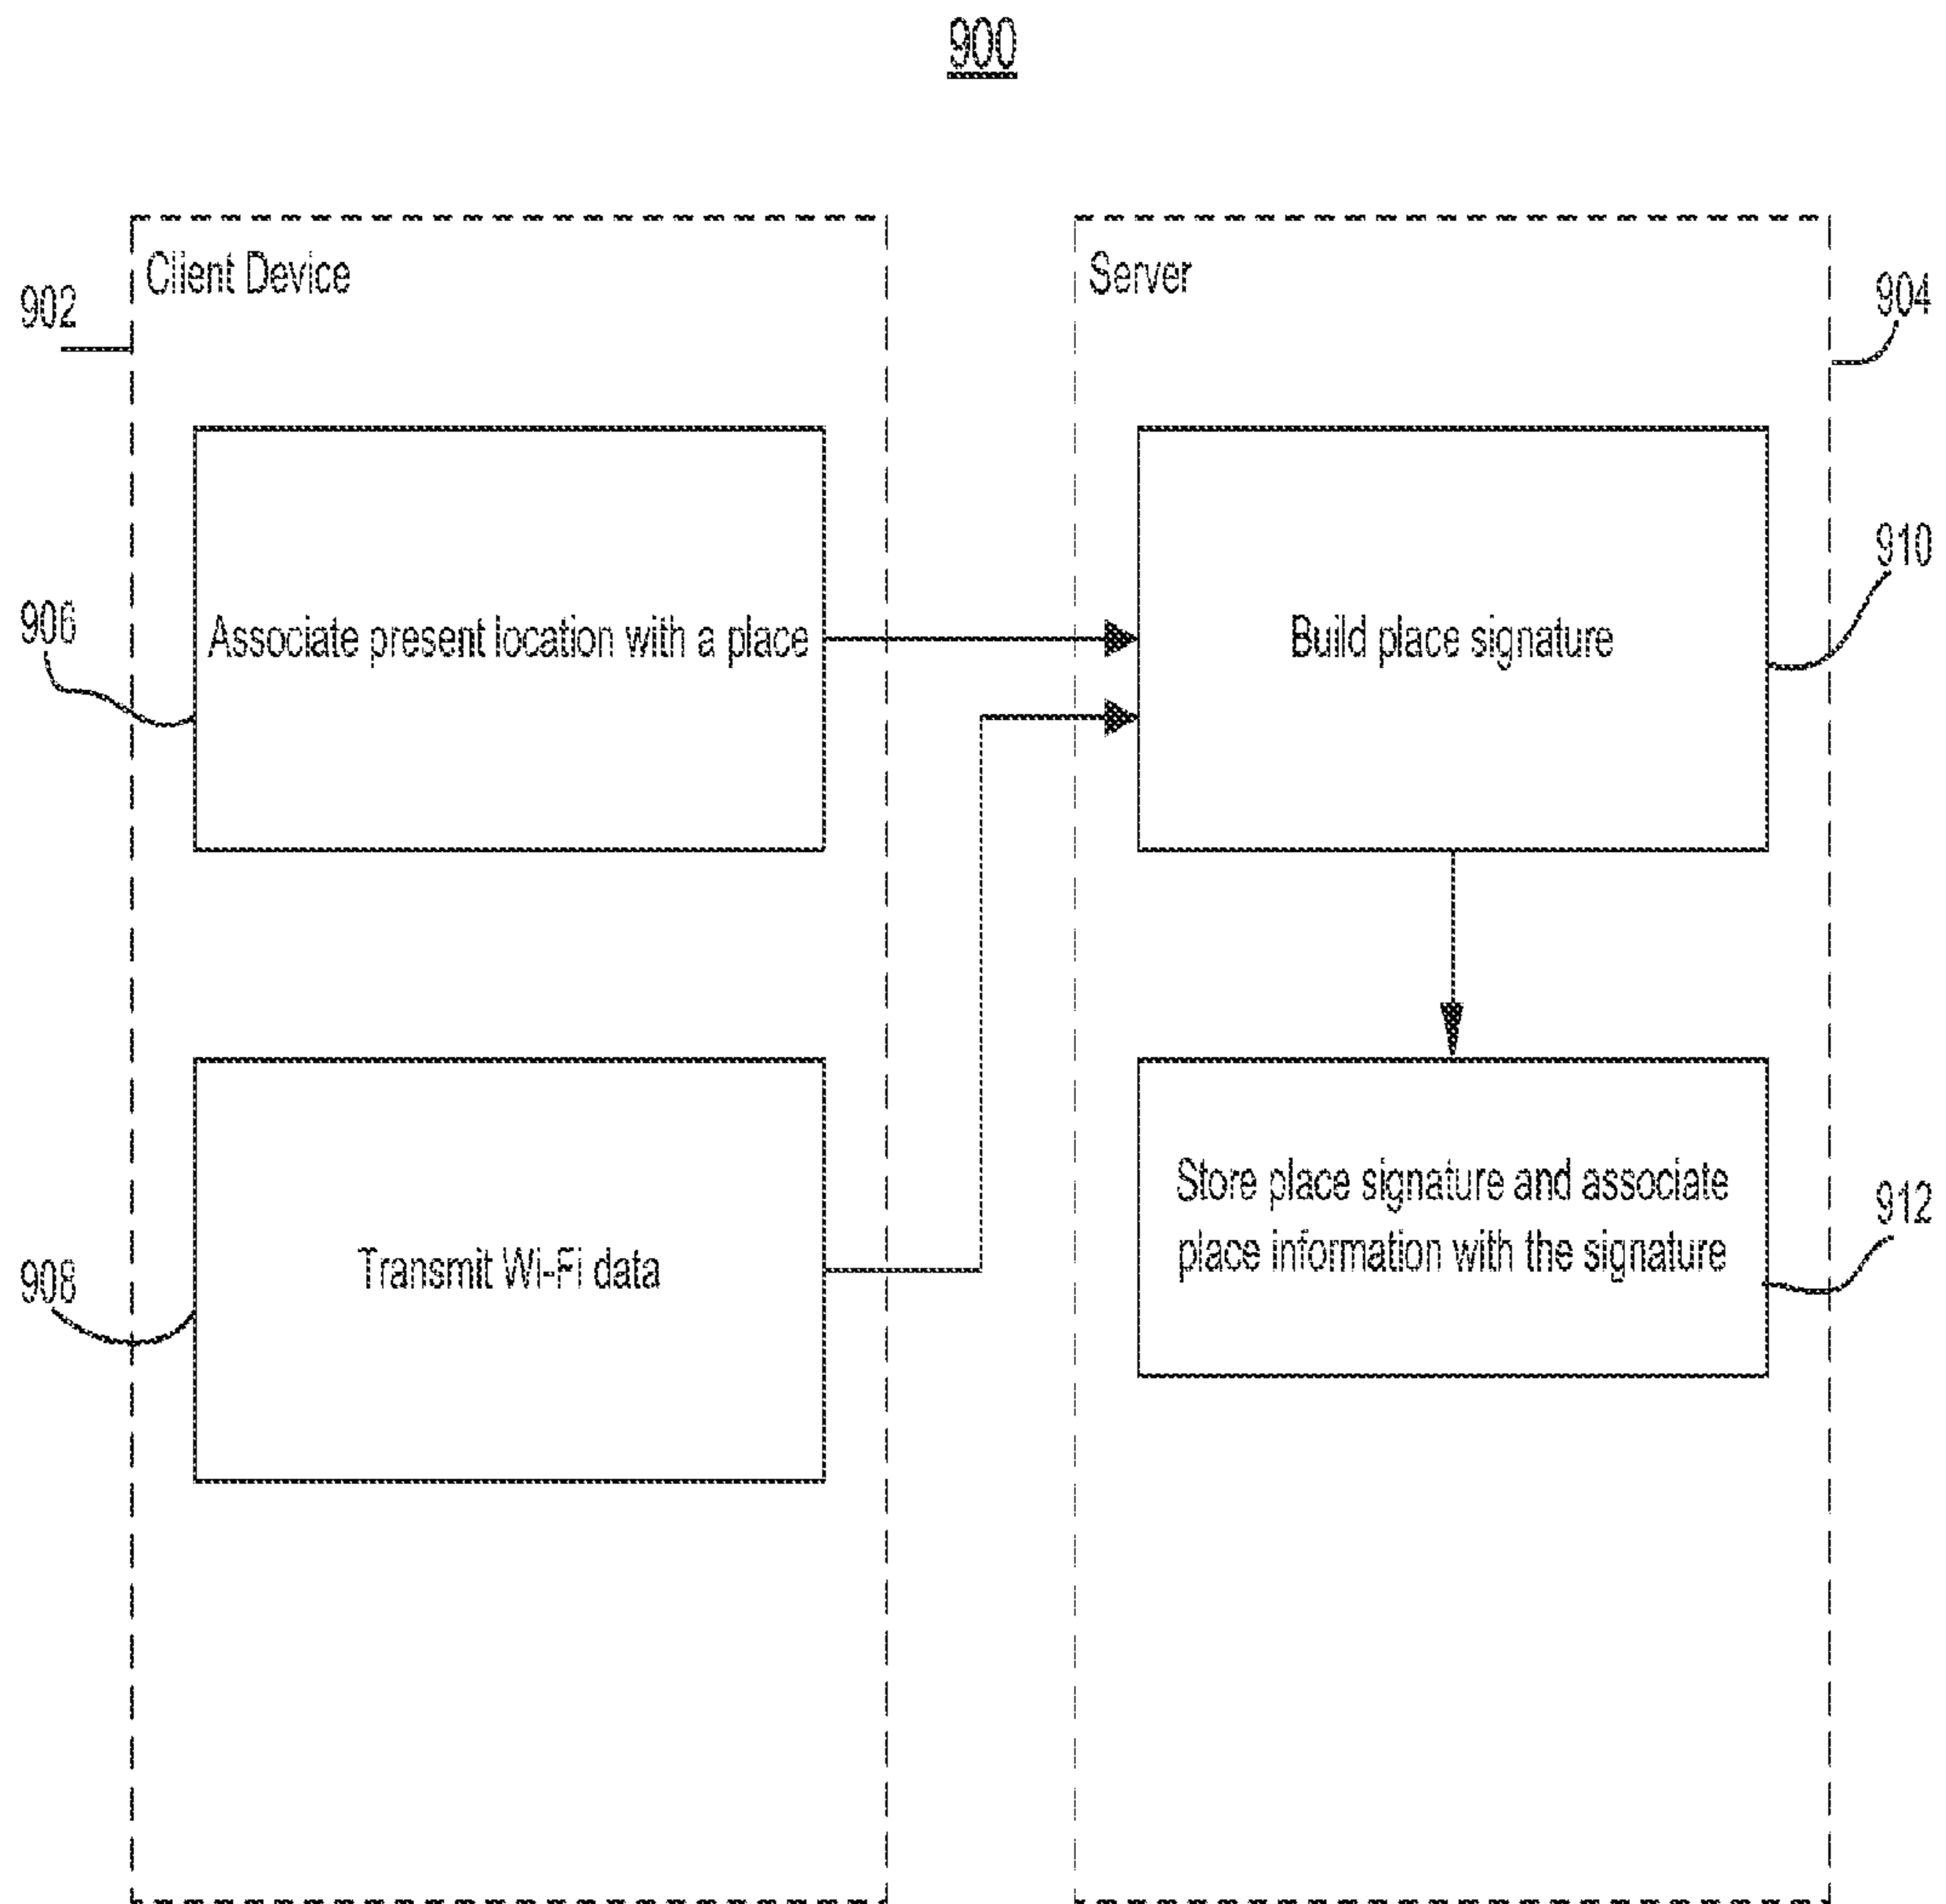 900
Client Device
Server
902
904
910
906
Associate present location with a place
Build place signature
Store place signature and associate
place information with the signature
912
908
Transmit Wi-Fi data